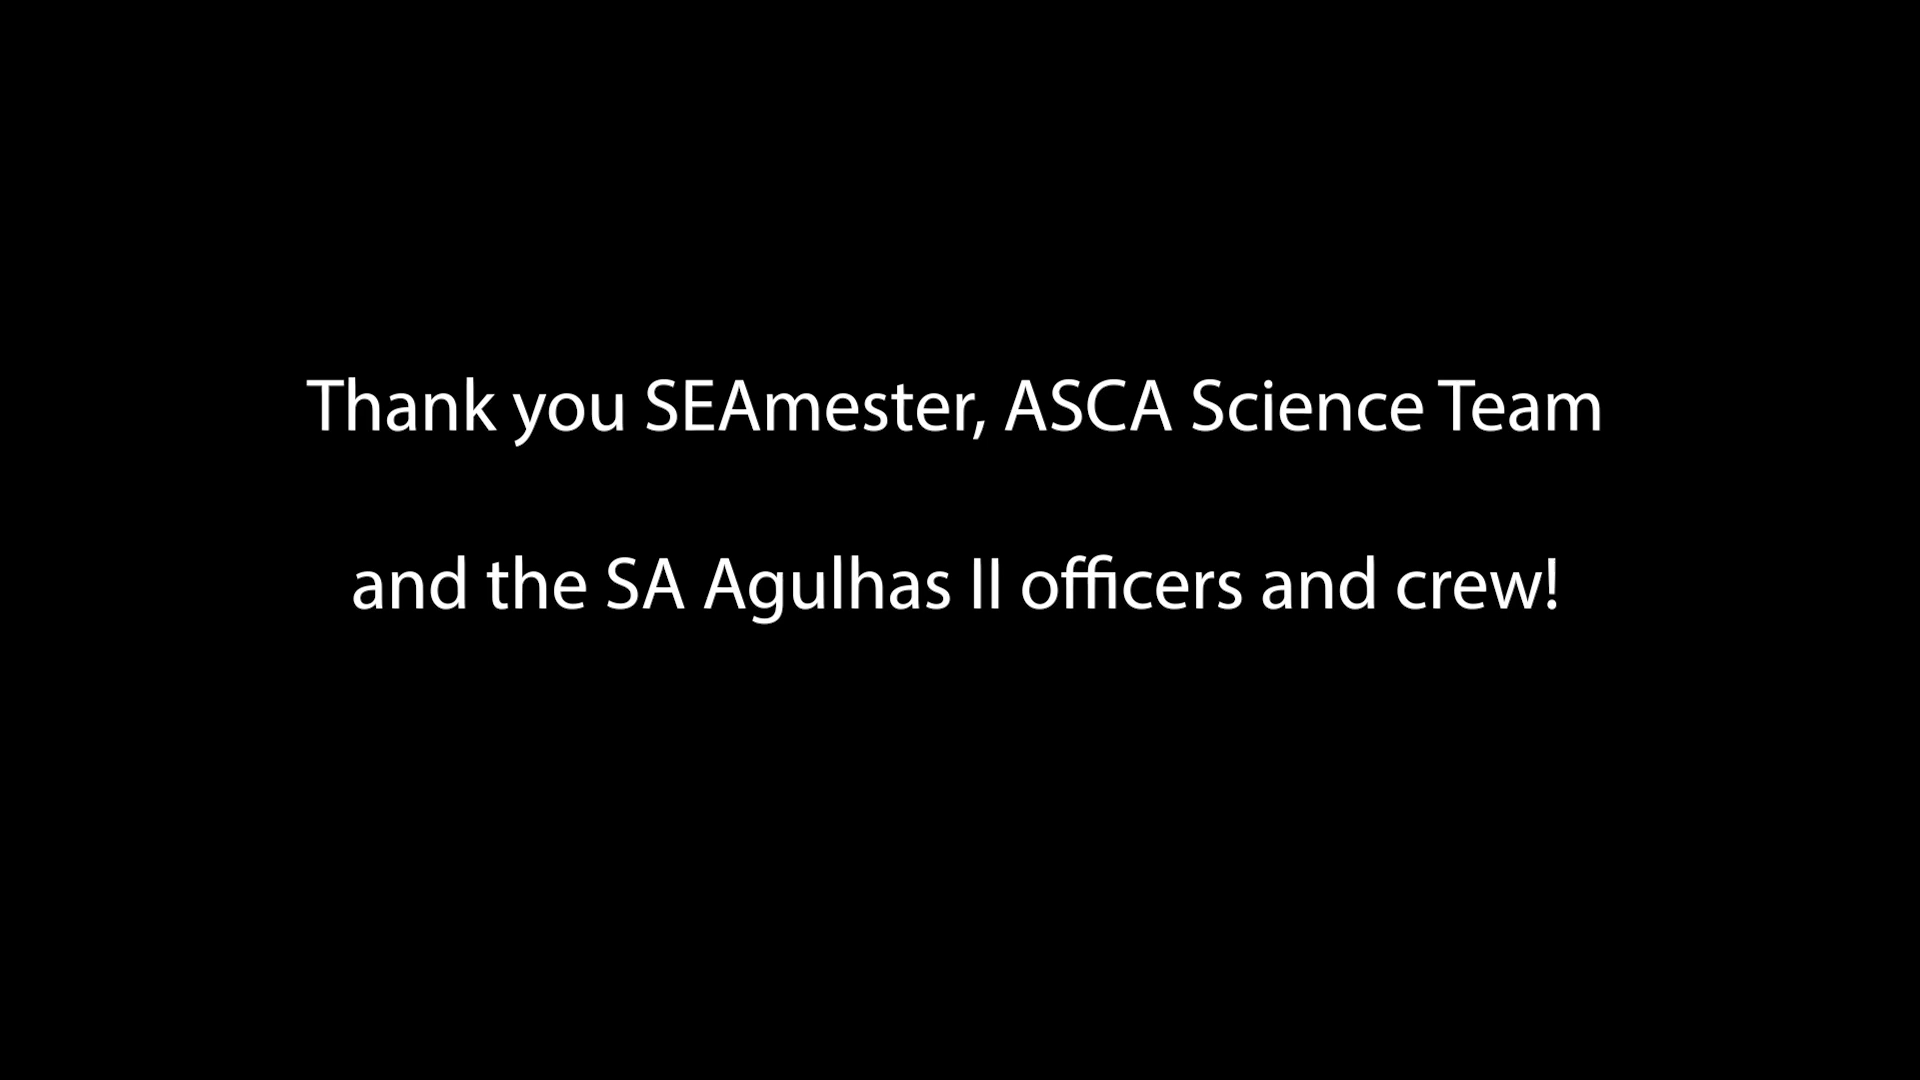 Thank you SEAmester, ASCA Science Team
and the SA Agulhas II officers and crew!